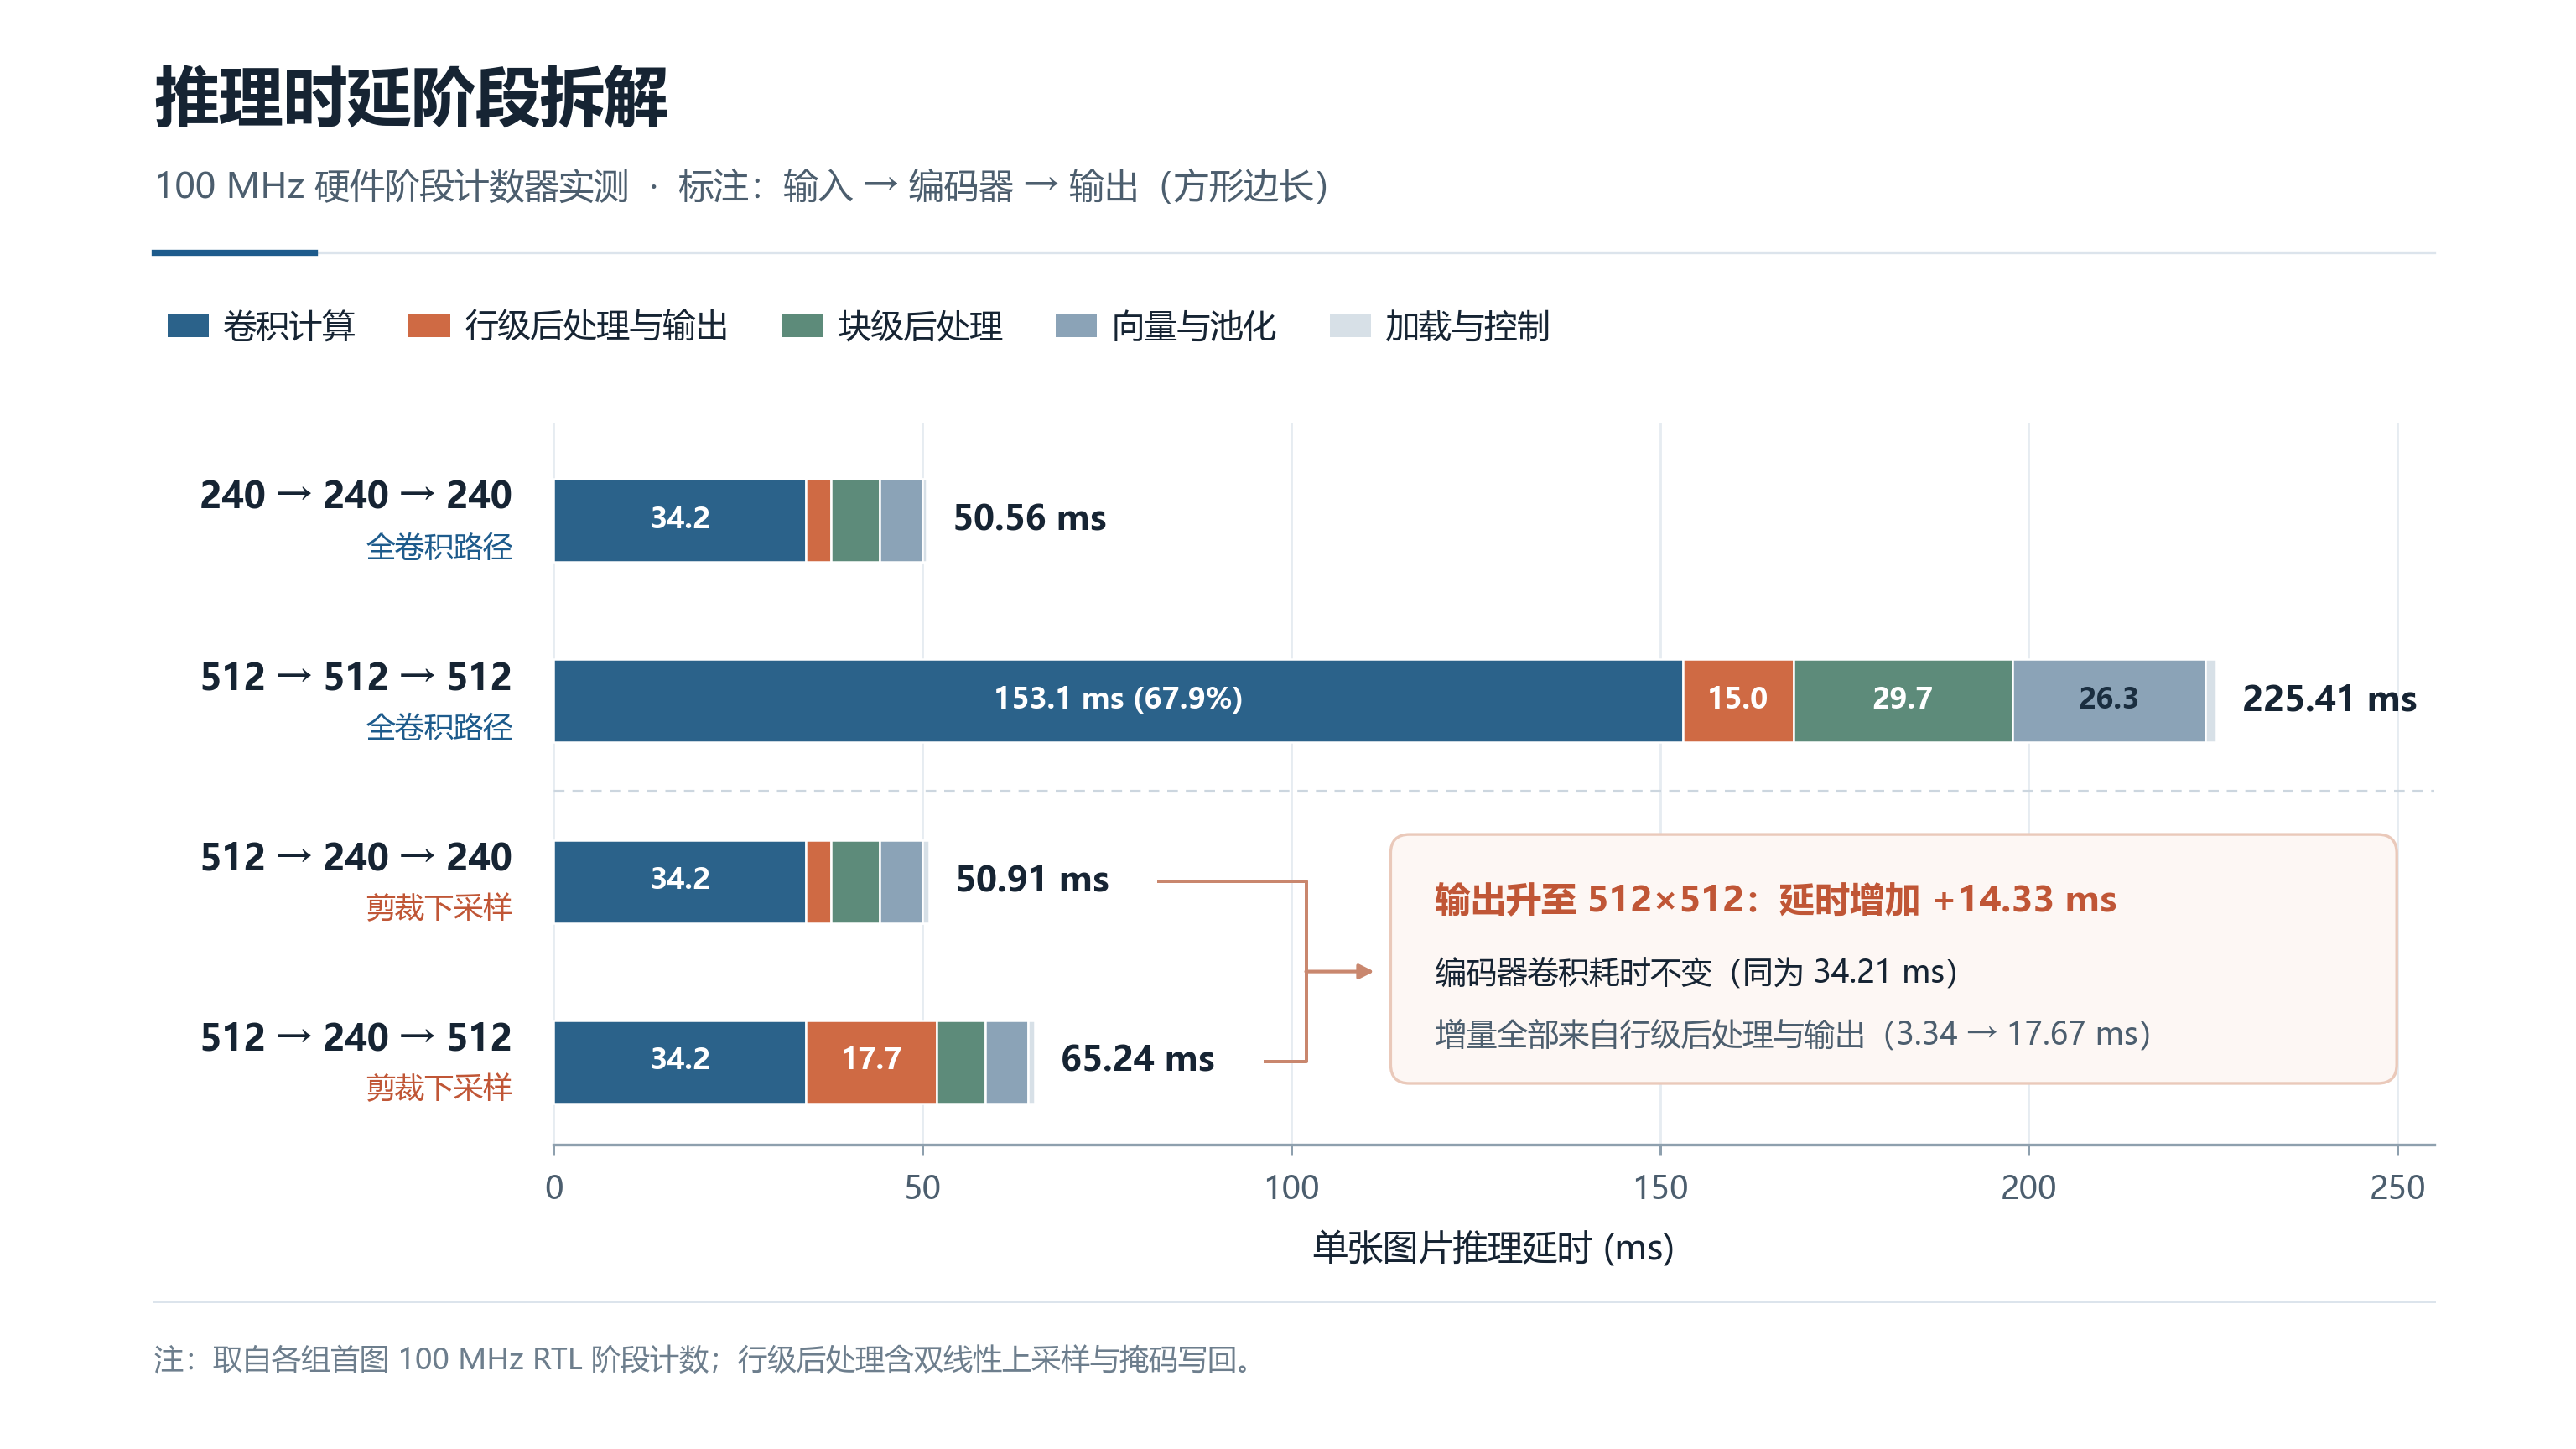 推理时延阶段拆解
100 MHz 硬件阶段计数器实测 · 标注：输入 → 编码器 → 输出（方形边长）
卷积计算 行级后处理与输出 块级后处理 向量与池化 加载与控制
240 → 240 → 240
全卷积路径
34.2
50.56 ms
512 → 512 → 512
全卷积路径
153.1 ms (67.9%)
15.0
29.7
26.3
225.41 ms
512 → 240 → 240
剪裁下采样
34.2
50.91 ms
512 → 240 → 512
剪裁下采样
34.2
17.7
65.24 ms
输出升至 512×512：延时增加 +14.33 ms
编码器卷积耗时不变（同为 34.21 ms）
增量全部来自行级后处理与输出（3.34 → 17.67 ms）
0 50 100 150 200 250
单张图片推理延时 (ms)
注：取自各组首图 100 MHz RTL 阶段计数；行级后处理含双线性上采样与掩码写回。